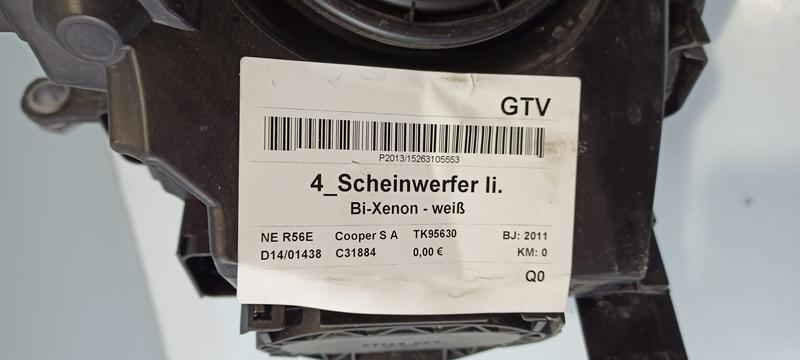 GTV
P2013/15263105553
4_Scheinwerfer li.
Bi-Xenon - weiß
NE R56E Cooper S A TK95630 BJ: 2011
D14/01438 C31884 0,00 € KM: 0
Q0